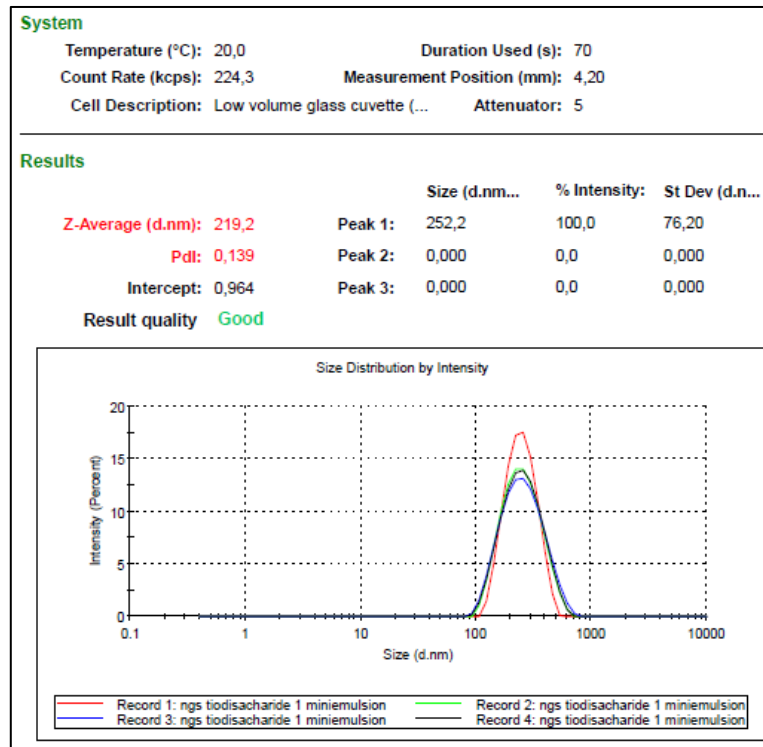 System
Temperature (°C): 20,0 Duration Used (s): 70
Count Rate (kcps): 224,3 Measurement Position (mm): 4,20
Cell Description: Low volume glass cuvette (... Attenuator: 5
Results
Size (d.nm... % Intensity: St Dev (d.n...
Z-Average (d.nm): 219,2 Peak 1: 252,2 100,0 76,20
PdI: 0,139 Peak 2: 0,000 0,0 0,000
Intercept: 0,964 Peak 3: 0,000 0,0 0,000
Result quality Good
Size Distribution by Intensity
Intensity (Percent)
20
15
10
5
0
0.1 1 10 100 1000 10000
Size (d.nm)
Record 1: ngs tiodisacharide 1 miniemulsion Record 2: ngs tiodisacharide 1 miniemulsion
Record 3: ngs tiodisacharide 1 miniemulsion Record 4: ngs tiodisacharide 1 miniemulsion